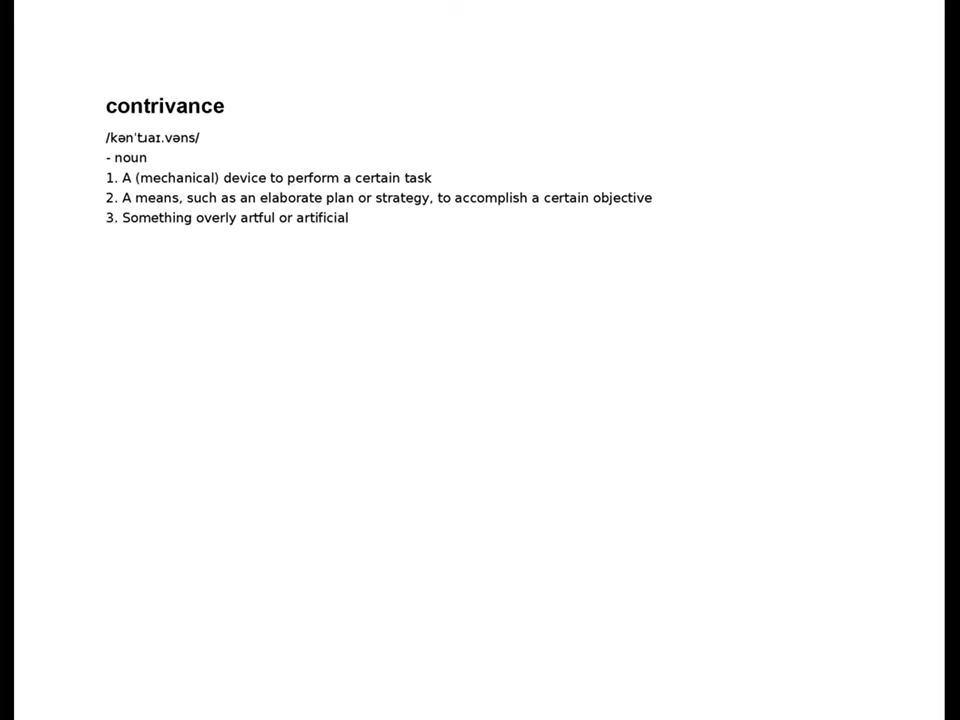 contrivance
/kənˈtɹaɪ.vəns/
- noun
1. A (mechanical) device to perform a certain task
2. A means, such as an elaborate plan or strategy, to accomplish a certain objective
3. Something overly artful or artificial